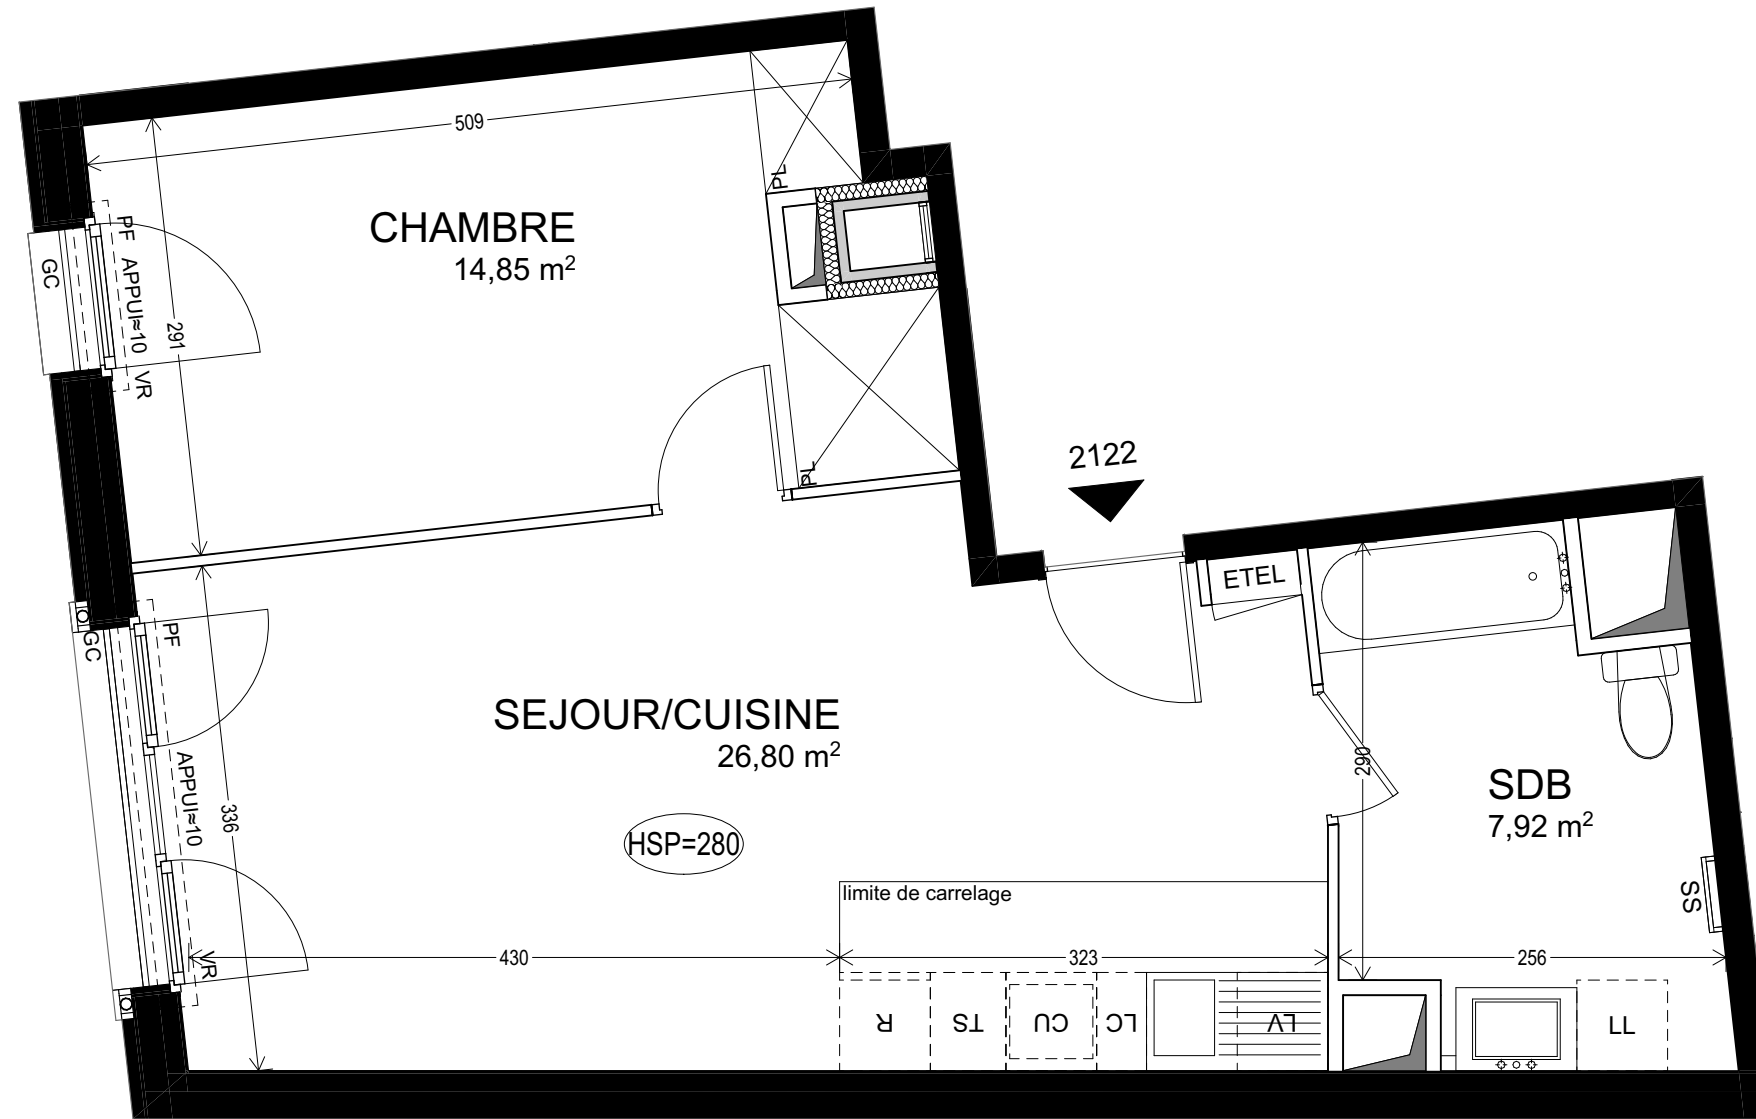 509
PL
CHAMBRE
14,85 m²
GC
PF APPUI≈10 VR
291
PL
2122
ETEL
GC
PF
APPUI≈10
VR
336
SEJOUR/CUISINE
26,80 m²
HSP=280
290
SDB
7,92 m²
SS
limite de carrelage
430
323
256
R
TS
CU
LC
LV
LL